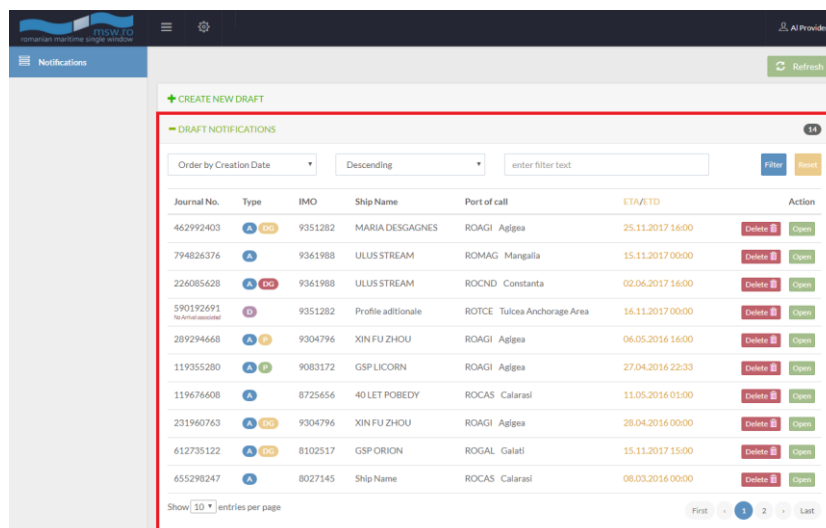 msw.ro
romanian maritime single window
AI Provider
Notifications
Refresh
CREATE NEW DRAFT
DRAFT NOTIFICATIONS 14
Order by Creation Date Descending enter filter text Filter Reset
Journal No. Type IMO Ship Name Port of call ETA/ETD Action
462992403 A DG 9351282 MARIA DESGAGNES ROAGI Agigea 25.11.2017 16:00 Delete Open
794826376 A 9361988 ULUS STREAM ROMAG Mangalia 15.11.2017 00:00 Delete Open
226085628 A DG 9361988 ULUS STREAM ROCND Constanta 02.06.2017 16:00 Delete Open
590192691 D 9351282 Profile aditionale ROTCE Tulcea Anchorage Area 16.11.2017 00:00 Delete Open
No Arrival associated
289294668 A P 9304796 XIN FU ZHOU ROAGI Agigea 06.05.2016 16:00 Delete Open
119355280 A P 9083172 GSP LICORN ROAGI Agigea 27.04.2016 22:33 Delete Open
119676608 A 8725656 40 LET POBEDY ROCAS Calarasi 11.05.2016 01:00 Delete Open
231960763 A DG 9304796 XIN FU ZHOU ROAGI Agigea 28.04.2016 00:00 Delete Open
612735122 A DG 8102517 GSP ORION ROGAL Galati 15.11.2017 15:00 Delete Open
655298247 A 8027145 Ship Name ROCAS Calarasi 08.03.2016 00:00 Delete Open
Show 10 entries per page First ‹ 1 2 › Last